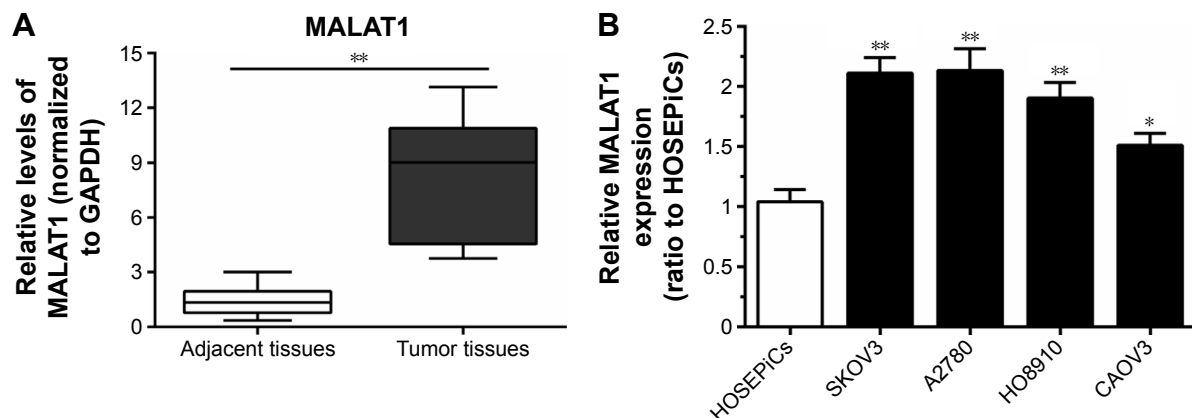 A
MALAT1
Relative levels of
MALAT1 (normalized
to GAPDH)
15
12
9
6
3
0
**
Adjacent tissues
Tumor tissues
B
Relative MALAT1
expression
(ratio to HOSEPiCs)
2.5
2
1.5
1
0.5
0
**
**
**
*
HOSEPiCs
SKOV3
A2780
HO8910
CAOV3